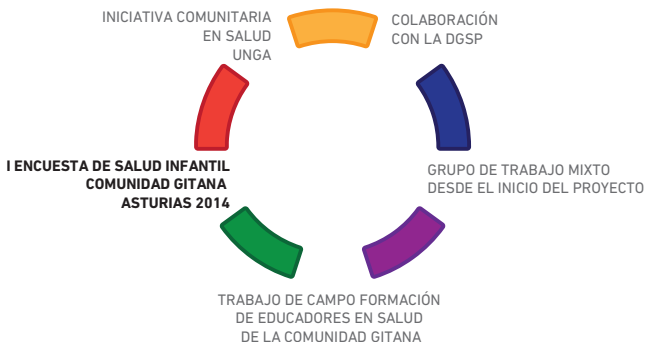 INICIATIVA COMUNITARIA
EN SALUD
UNGA
COLABORACIÓN
CON LA DGSP
GRUPO DE TRABAJO MIXTO
DESDE EL INICIO DEL PROYECTO
TRABAJO DE CAMPO FORMACIÓN
DE EDUCADORES EN SALUD
DE LA COMUNIDAD GITANA
I ENCUESTA DE SALUD INFANTIL
COMUNIDAD GITANA
ASTURIAS 2014